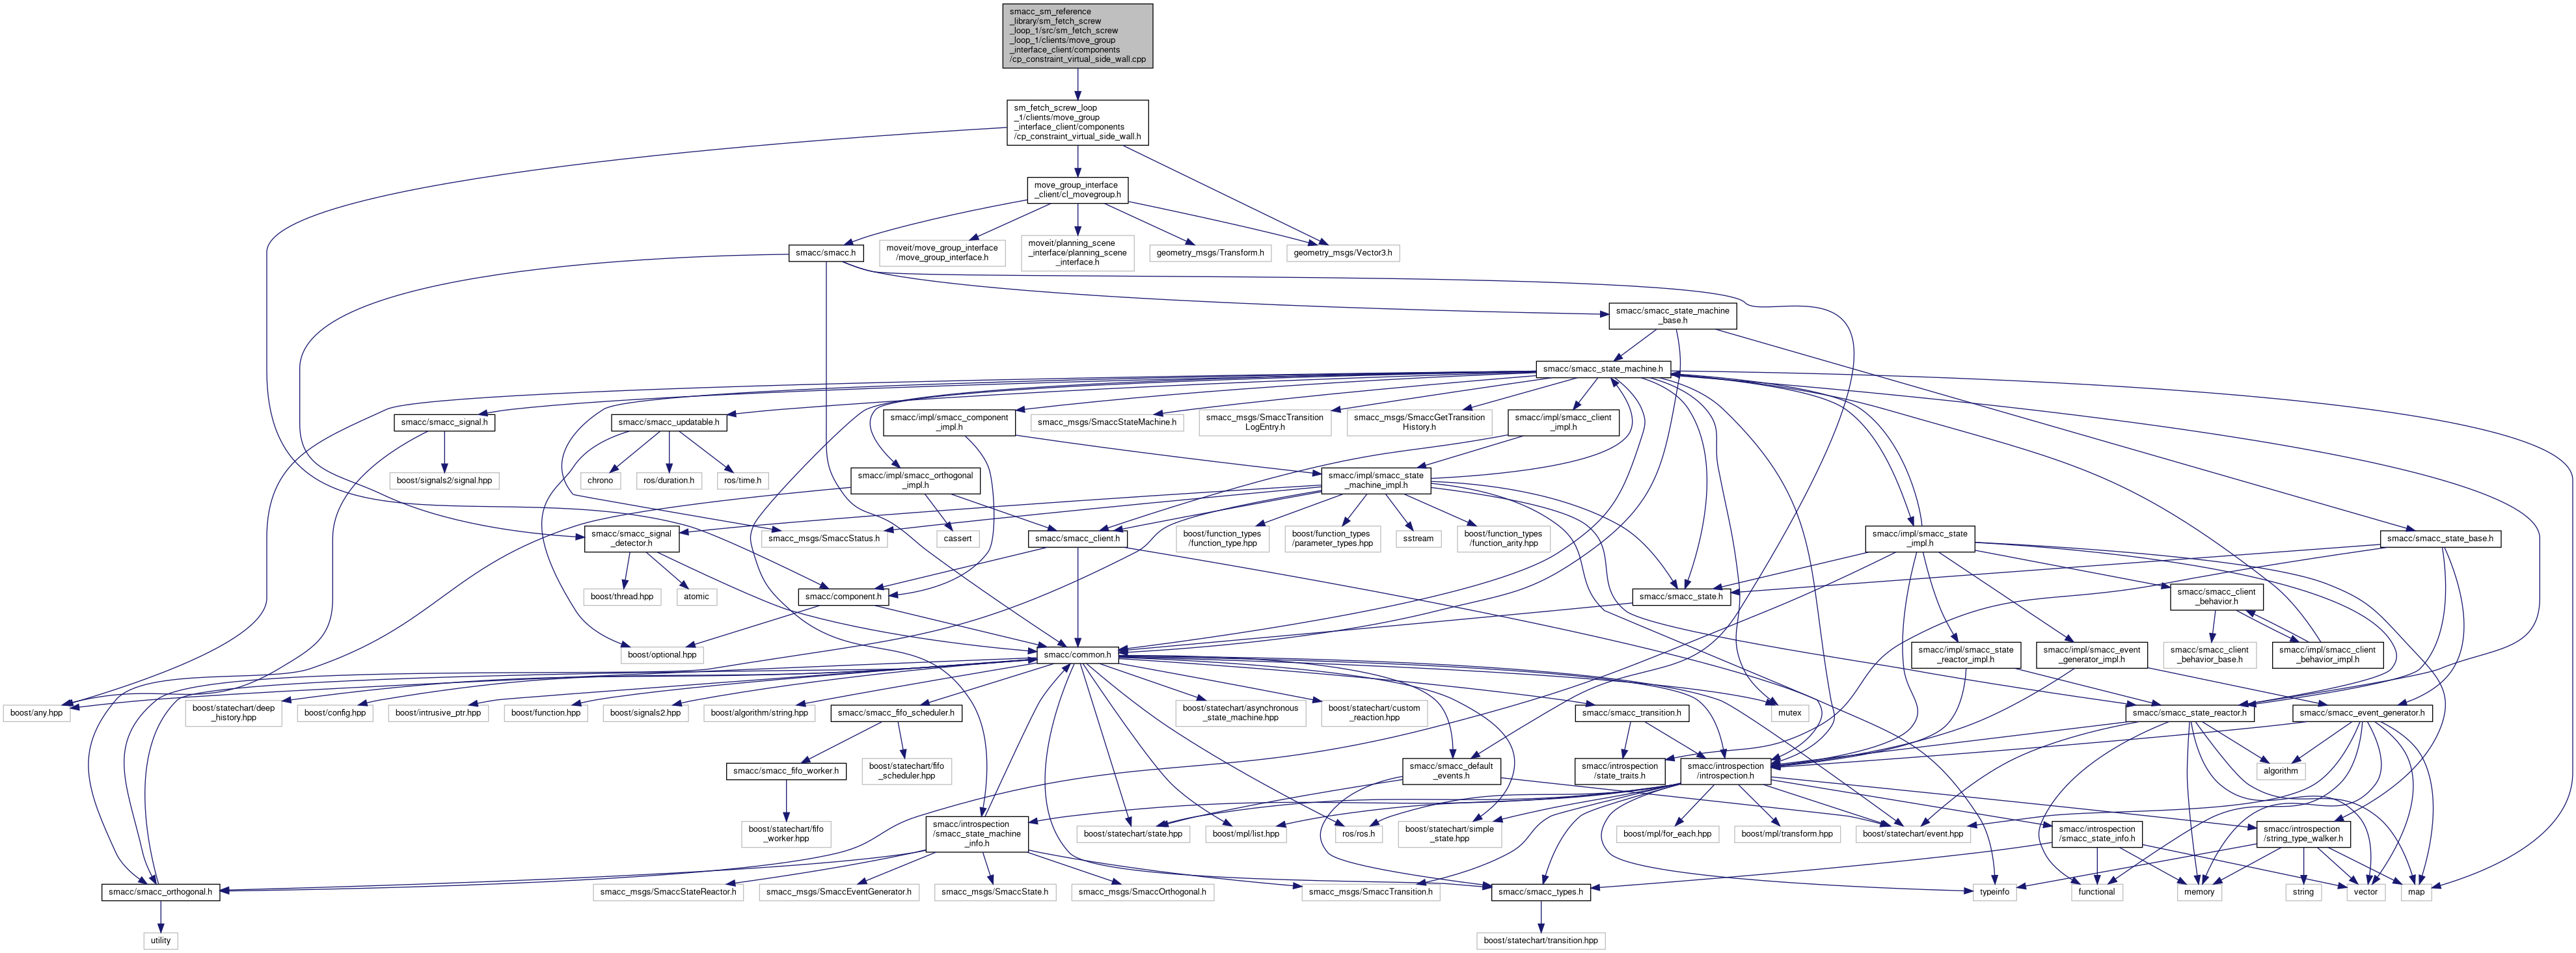 smacc_sm_reference
_library/sm_fetch_screw
_loop_1/src/sm_fetch_screw
_loop_1/clients/move_group
_interface_client/components
/cp_constraint_virtual_side_wall.cpp
sm_fetch_screw_loop
_1/clients/move_group
_interface_client/components
/cp_constraint_virtual_side_wall.h
move_group_interface
_client/cl_movegroup.h
smacc/smacc.h
moveit/move_group_interface
/move_group_interface.h
moveit/planning_scene
_interface/planning_scene
_interface.h
geometry_msgs/Transform.h
geometry_msgs/Vector3.h
smacc/smacc_state_machine
_base.h
smacc/smacc_state_machine.h
smacc/smacc_signal.h
smacc/smacc_updatable.h
smacc/impl/smacc_component
_impl.h
smacc_msgs/SmaccStateMachine.h
smacc_msgs/SmaccTransition
LogEntry.h
smacc_msgs/SmaccGetTransition
History.h
smacc/impl/smacc_client
_impl.h
boost/signals2/signal.hpp
chrono
ros/duration.h
ros/time.h
smacc/impl/smacc_orthogonal
_impl.h
smacc/impl/smacc_state
_machine_impl.h
smacc/smacc_signal
_detector.h
smacc_msgs/SmaccStatus.h
cassert
smacc/smacc_client.h
boost/function_types
/function_type.hpp
boost/function_types
/parameter_types.hpp
sstream
boost/function_types
/function_arity.hpp
smacc/impl/smacc_state
_impl.h
smacc/smacc_state_base.h
boost/thread.hpp
atomic
smacc/component.h
smacc/smacc_state.h
smacc/smacc_client
_behavior.h
boost/optional.hpp
smacc/common.h
smacc/impl/smacc_state
_reactor_impl.h
smacc/impl/smacc_event
_generator_impl.h
smacc/smacc_client
_behavior_base.h
smacc/impl/smacc_client
_behavior_impl.h
boost/any.hpp
boost/statechart/deep
_history.hpp
boost/config.hpp
boost/intrusive_ptr.hpp
boost/function.hpp
boost/signals2.hpp
boost/algorithm/string.hpp
smacc/smacc_fifo_scheduler.h
boost/statechart/asynchronous
_state_machine.hpp
boost/statechart/custom
_reaction.hpp
smacc/smacc_transition.h
mutex
smacc/smacc_state_reactor.h
smacc/smacc_event_generator.h
smacc/smacc_fifo_worker.h
boost/statechart/fifo
_scheduler.hpp
smacc/smacc_default
_events.h
smacc/introspection
/state_traits.h
smacc/introspection
/introspection.h
algorithm
boost/statechart/fifo
_worker.hpp
smacc/introspection
/smacc_state_machine
_info.h
boost/statechart/state.hpp
boost/mpl/list.hpp
ros/ros.h
boost/statechart/simple
_state.hpp
boost/mpl/for_each.hpp
boost/mpl/transform.hpp
boost/statechart/event.hpp
smacc/introspection
/smacc_state_info.h
smacc/introspection
/string_type_walker.h
smacc/smacc_orthogonal.h
smacc_msgs/SmaccStateReactor.h
smacc_msgs/SmaccEventGenerator.h
smacc_msgs/SmaccState.h
smacc_msgs/SmaccOrthogonal.h
smacc_msgs/SmaccTransition.h
smacc/smacc_types.h
typeinfo
functional
memory
string
vector
map
utility
boost/statechart/transition.hpp